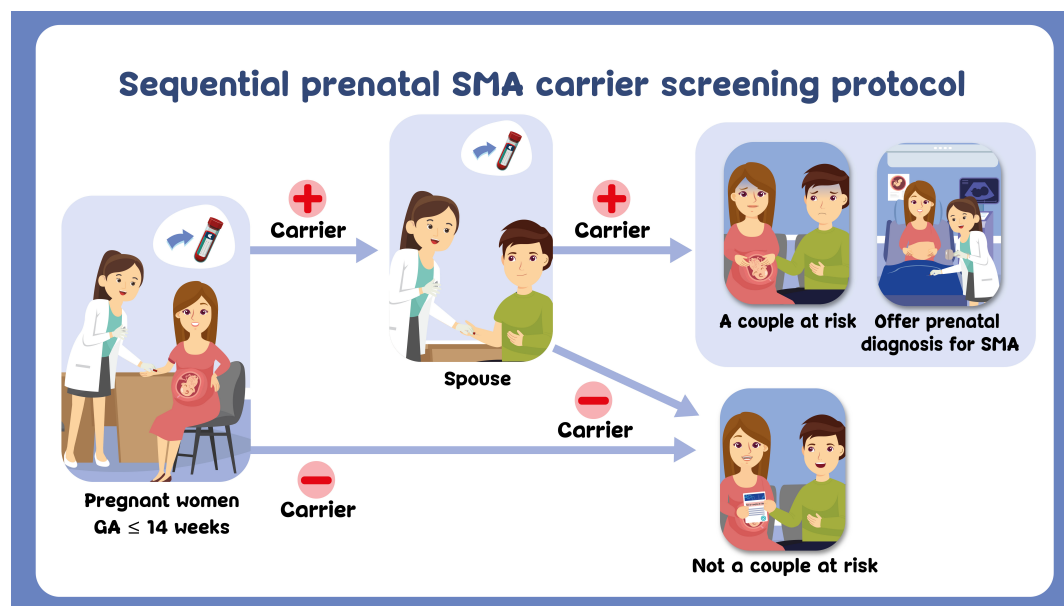 Sequential prenatal SMA carrier screening protocol
Carrier
Carrier
A couple at risk
Offer prenatal
diagnosis for SMA
Spouse
Carrier
Pregnant women
GA ≤ 14 weeks
Carrier
Not a couple at risk